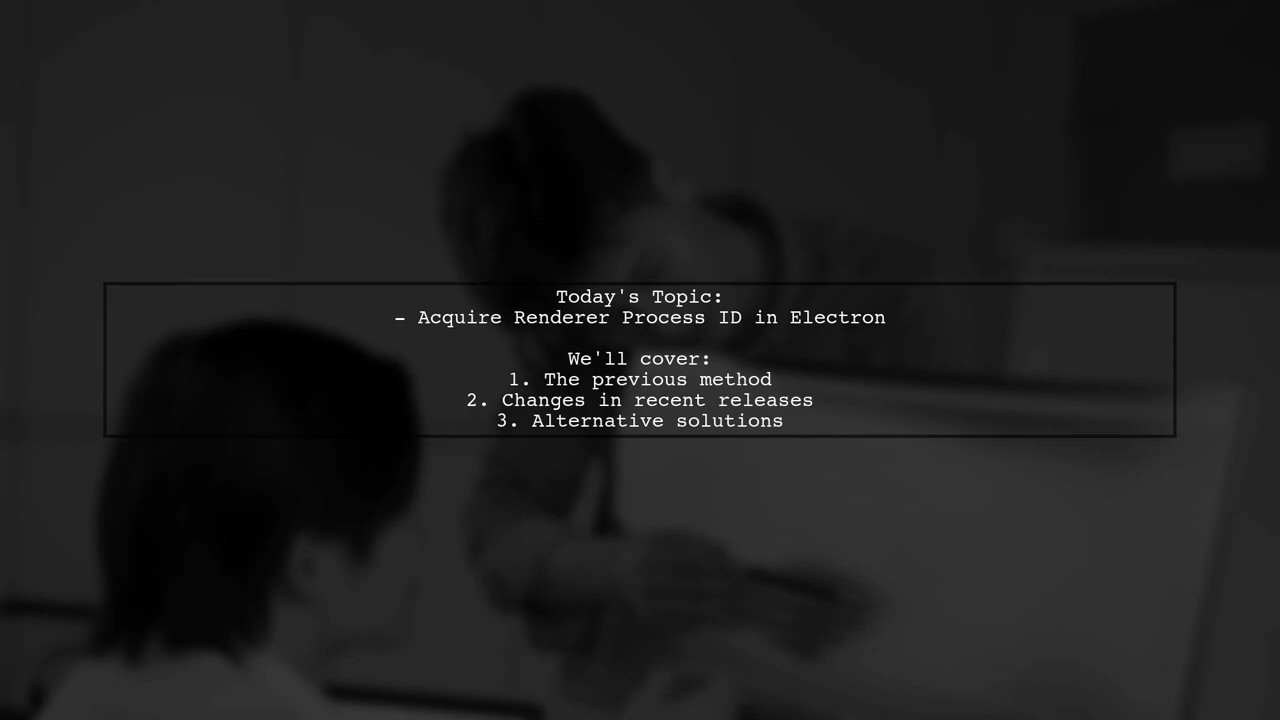 Today's Topic:
– Acquire Renderer Process ID in Electron
We'll cover:
1. The previous method
2. Changes in recent releases
3. Alternative solutions